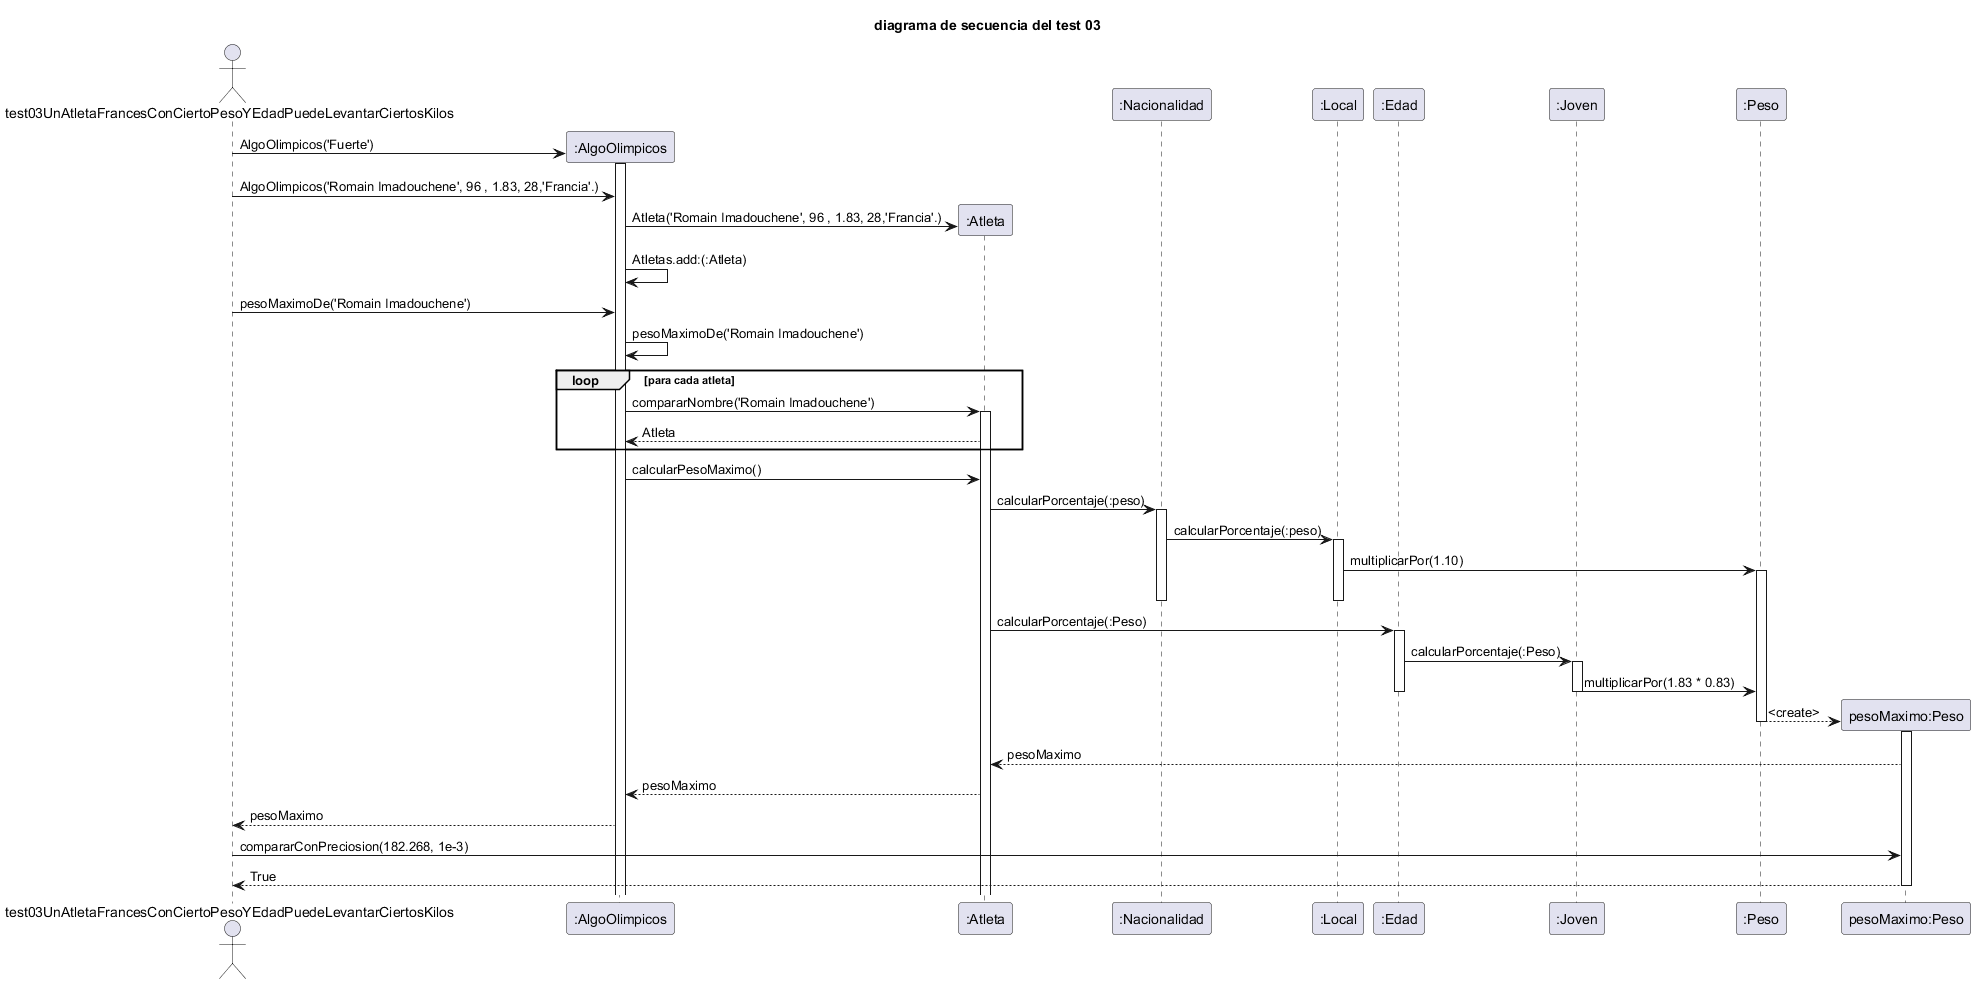 diagrama de secuencia del test 03
test03UnAtletaFrancesConCiertoPesoYEdadPuedeLevantarCiertosKilos
:Nacionalidad
:Local
:Edad
:Joven
:Peso
AlgoOlimpicos('Fuerte')
:AlgoOlimpicos
AlgoOlimpicos('Romain Imadouchene', 96 , 1.83, 28,'Francia'.)
Atleta('Romain Imadouchene', 96 , 1.83, 28,'Francia'.)
:Atleta
Atletas.add:(:Atleta)
pesoMaximoDe('Romain Imadouchene')
pesoMaximoDe('Romain Imadouchene')
loop
[para cada atleta]
compararNombre('Romain Imadouchene')
Atleta
calcularPesoMaximo()
calcularPorcentaje(:peso)
calcularPorcentaje(:peso)
multiplicarPor(1.10)
calcularPorcentaje(:Peso)
calcularPorcentaje(:Peso)
multiplicarPor(1.83 * 0.83)
<create>
pesoMaximo:Peso
pesoMaximo
pesoMaximo
pesoMaximo
compararConPreciosion(182.268, 1e-3)
True
test03UnAtletaFrancesConCiertoPesoYEdadPuedeLevantarCiertosKilos
:AlgoOlimpicos
:Atleta
:Nacionalidad
:Local
:Edad
:Joven
:Peso
pesoMaximo:Peso